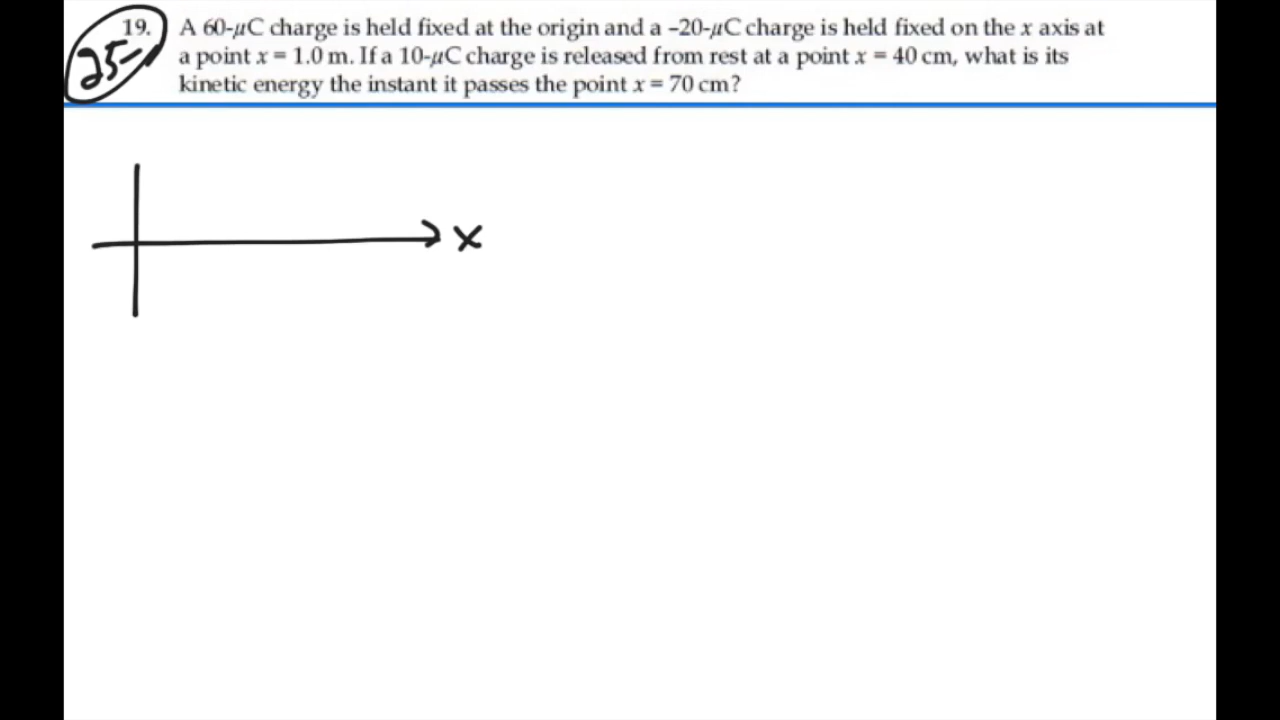 19. A 60-μC charge is held fixed at the origin and a –20-μC charge is held fixed on the x axis at
25- a point x = 1.0 m. If a 10-μC charge is released from rest at a point x = 40 cm, what is its
kinetic energy the instant it passes the point x = 70 cm?
x